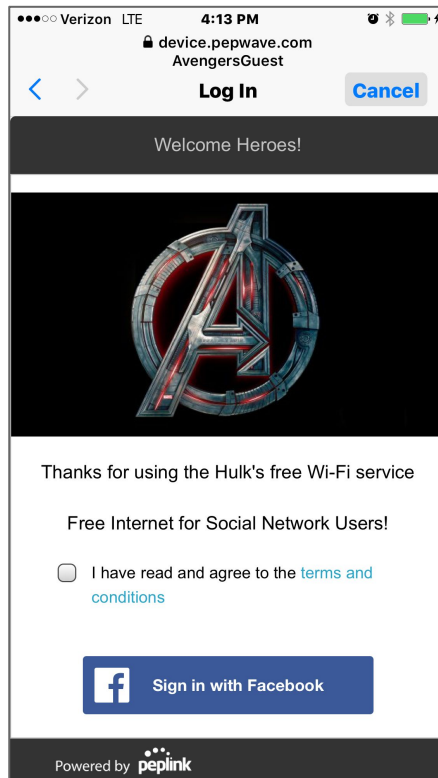 Verizon LTE 4:13 PM
device.pepwave.com
AvengersGuest
Log In
Cancel
Welcome Heroes!
A
MARVEL
Thanks for using the Hulk's free Wi-Fi service
Free Internet for Social Network Users!
I have read and agree to the terms and
conditions
f Sign in with Facebook
Powered by peplink